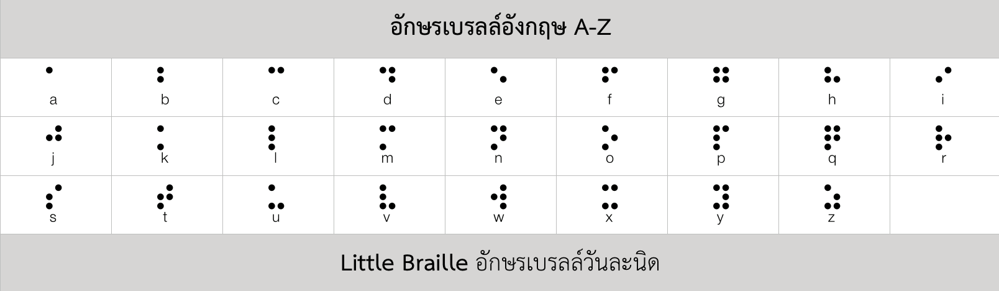 อักษรเบรลล์อังกฤษ A-Z
⠁ ⠃ ⠉ ⠙ ⠑ ⠋ ⠛ ⠓ ⠊
a b c d e f g h i
⠚ ⠅ ⠇ ⠍ ⠝ ⠕ ⠏ ⠟ ⠗
j k l m n o p q r
⠎ ⠞ ⠥ ⠧ ⠺ ⠭ ⠽ ⠵
s t u v w x y z
Little Braille อักษรเบรลล์วันละนิด